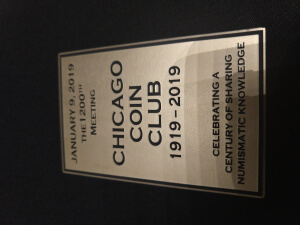 JANUARY 9, 2019
THE 1200TH
MEETING
CHICAGO
COIN
CLUB
1919 – 2019
CELEBRATING A
CENTURY OF SHARING
NUMISMATIC KNOWLEDGE